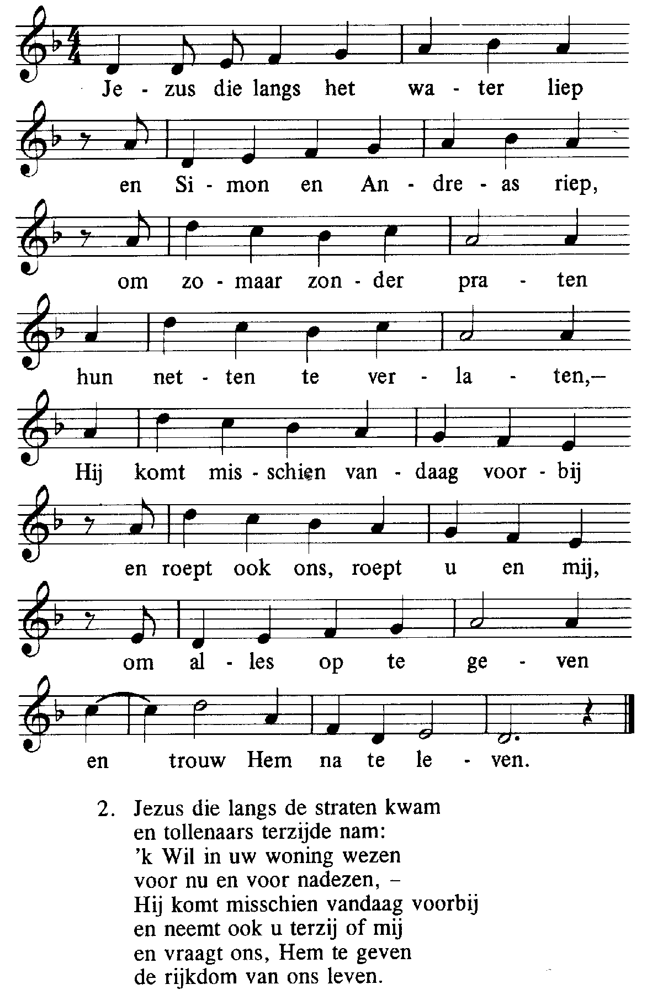 4
4
Je - zus die langs het wa - ter liep
en Si - mon en An - dre - as riep,
om zo - maar zon - der pra - ten
hun net - ten te ver - la - ten,–
Hij komt mis - schien van - daag voor - bij
en roept ook ons, roept u en mij,
om al - les op te ge - ven
en trouw Hem na te le - ven.
2. Jezus die langs de straten kwam
en tollenaars terzijde nam:
’k Wil in uw woning wezen
voor nu en voor nadezen, –
Hij komt misschien vandaag voorbij
en neemt ook u terzij of mij
en vraagt ons, Hem te geven
de rijkdom van ons leven.